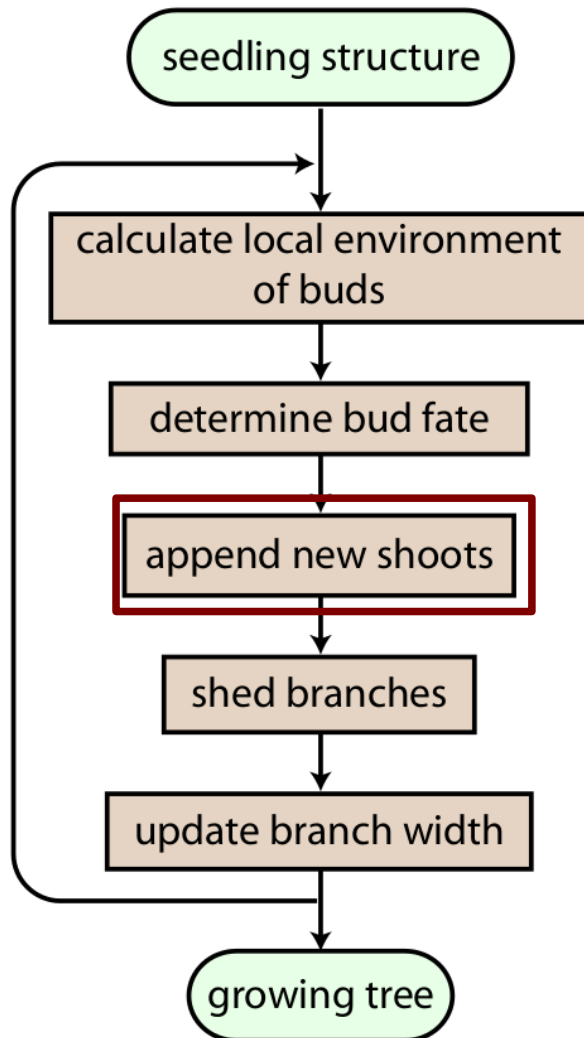 seedling structure
calculate local environment
of buds
determine bud fate
append new shoots
shed branches
update branch width
growing tree